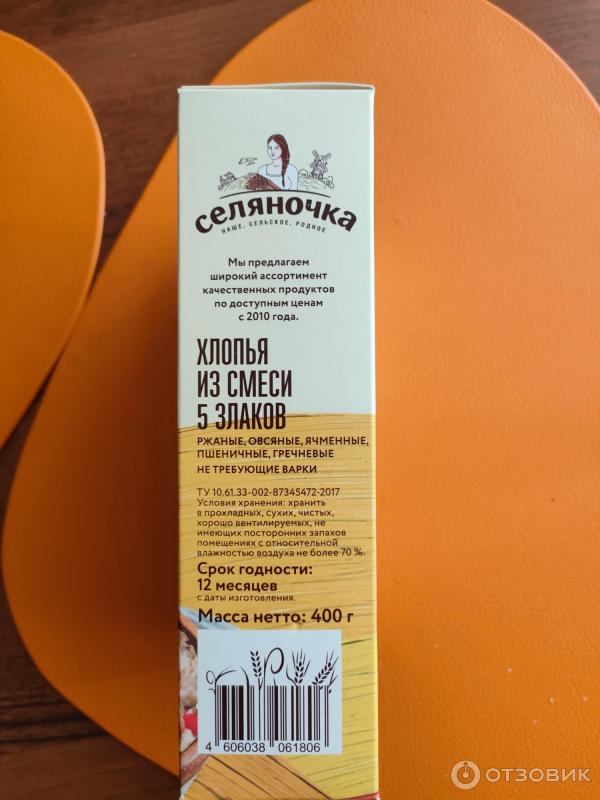 селяночка
НАШЕ, СЕЛЬСКОЕ, РОДНОЕ
Мы предлагаем
широкий ассортимент
качественных продуктов
по доступным ценам
с 2010 года.
ХЛОПЬЯ
ИЗ СМЕСИ
5 ЗЛАКОВ
РЖАНЫЕ, ОВСЯНЫЕ, ЯЧМЕННЫЕ,
ПШЕНИЧНЫЕ, ГРЕЧНЕВЫЕ
НЕ ТРЕБУЮЩИЕ ВАРКИ
ТУ 10.61.33-002-87345472-2017
Условия хранения: хранить
в прохладных, сухих, чистых,
хорошо вентилируемых, не
имеющих посторонних запахов
помещениях с относительной
влажностью воздуха не более 70 %.
Срок годности:
12 месяцев
с даты изготовления.
Масса нетто: 400 г
4 606038 061806
ОТЗОВИК